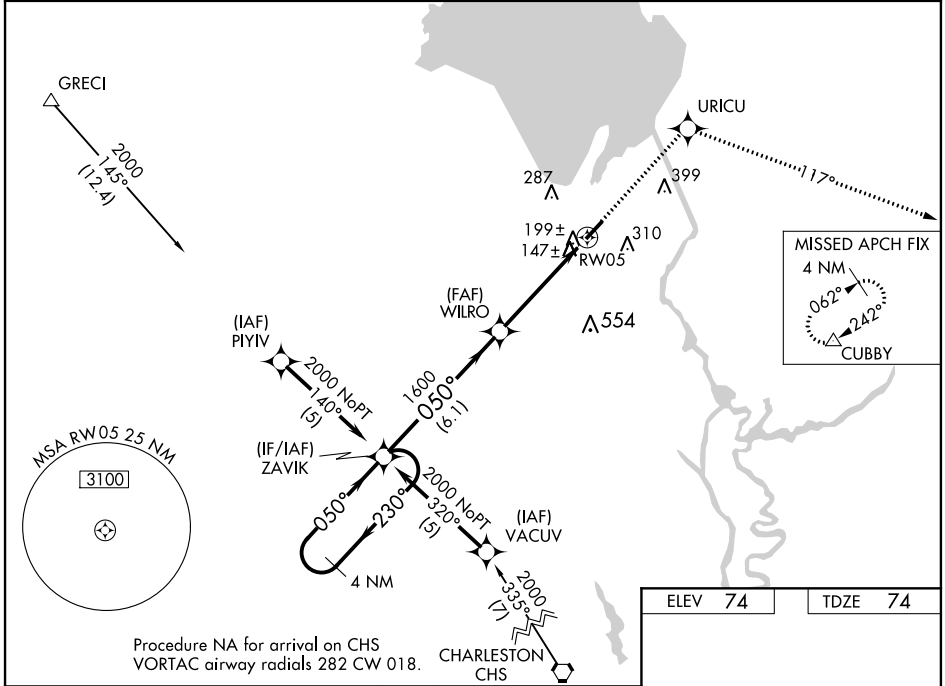 GRECI
2000
145°
(12.4)
URICU
287
399
117°
199±
147±
310
RW05
MISSED APCH FIX
4 NM
062°
242°
CUBBY
(FAF)
WILRO
554
(IAF)
PIYIV
2000 NoPT
140°
(5)
1600
050°
(6.1)
MSA RW05 25 NM
3100
(IF/IAF)
ZAVIK
050°
230°
4 NM
2000 NoPT
320°
(5)
(IAF)
VACUV
2000
335°
(7)
ELEV 74
TDZE 74
Procedure NA for arrival on CHS
VORTAC airway radials 282 CW 018.
CHARLESTON
CHS